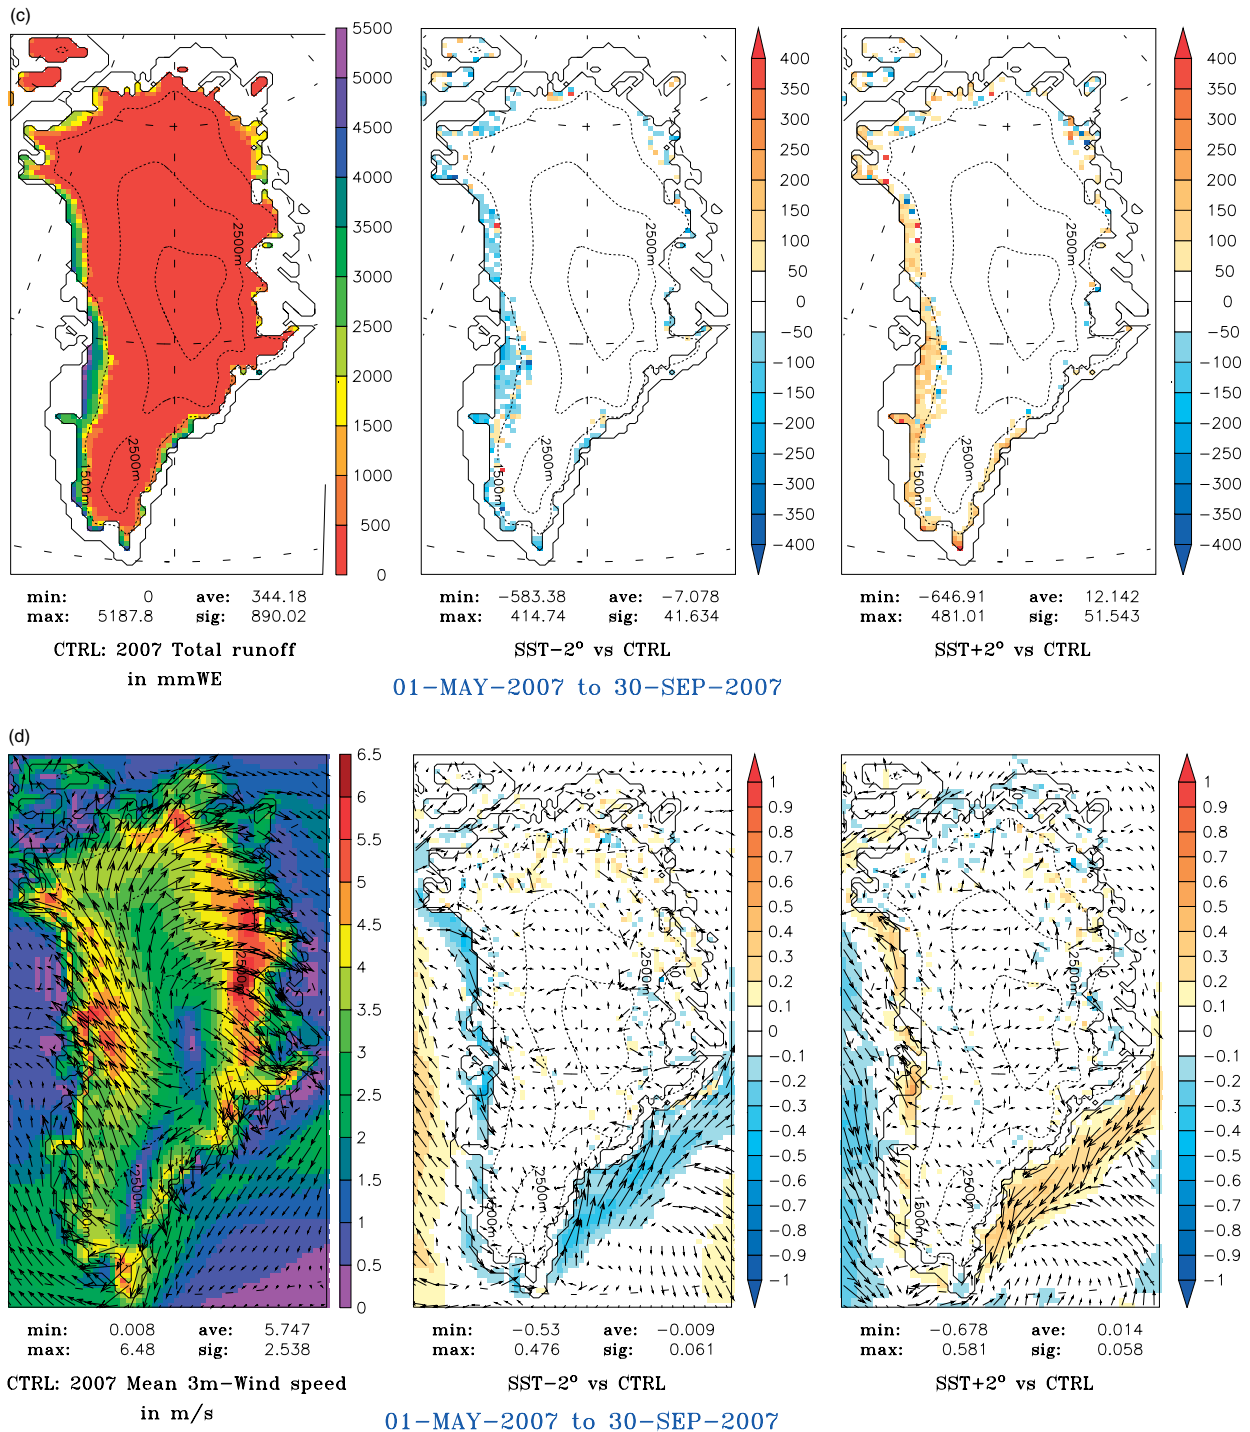 (c)
5500
5000
4500
4000
3500
3000
2500
2000
1500
1000
500
0
2500m
2500m
1500m
400
350
300
250
200
150
100
50
0
−50
−100
−150
−200
−250
−300
−350
−400
2500m
2500m
1500m
400
350
300
250
200
150
100
50
0
−50
−100
−150
−200
−250
−300
−350
−400
2500m
2500m
1500m
min: 0 ave: 344.18
max: 5187.8 sig: 890.02
CTRL: 2007 Total runoff
in mmWE
min: −583.38 ave: −7.078
max: 414.74 sig: 41.634
SST−2° vs CTRL
min: −646.91 ave: 12.142
max: 481.01 sig: 51.543
SST+2° vs CTRL
01−MAY−2007 to 30−SEP−2007
(d)
6.5
6
5.5
5
4.5
4
3.5
3
2.5
2
1.5
1
0.5
0
2500m
2500m
1500m
1
0.9
0.8
0.7
0.6
0.5
0.4
0.3
0.2
0.1
0
−0.1
−0.2
−0.3
−0.4
−0.5
−0.6
−0.7
−0.8
−0.9
−1
2500m
2500m
1500m
1
0.9
0.8
0.7
0.6
0.5
0.4
0.3
0.2
0.1
0
−0.1
−0.2
−0.3
−0.4
−0.5
−0.6
−0.7
−0.8
−0.9
−1
2500m
2500m
1500m
min: 0.008 ave: 5.747
max: 6.48 sig: 2.538
CTRL: 2007 Mean 3m−Wind speed
in m/s
min: −0.53 ave: −0.009
max: 0.476 sig: 0.061
SST−2° vs CTRL
min: −0.678 ave: 0.014
max: 0.581 sig: 0.058
SST+2° vs CTRL
01−MAY−2007 to 30−SEP−2007